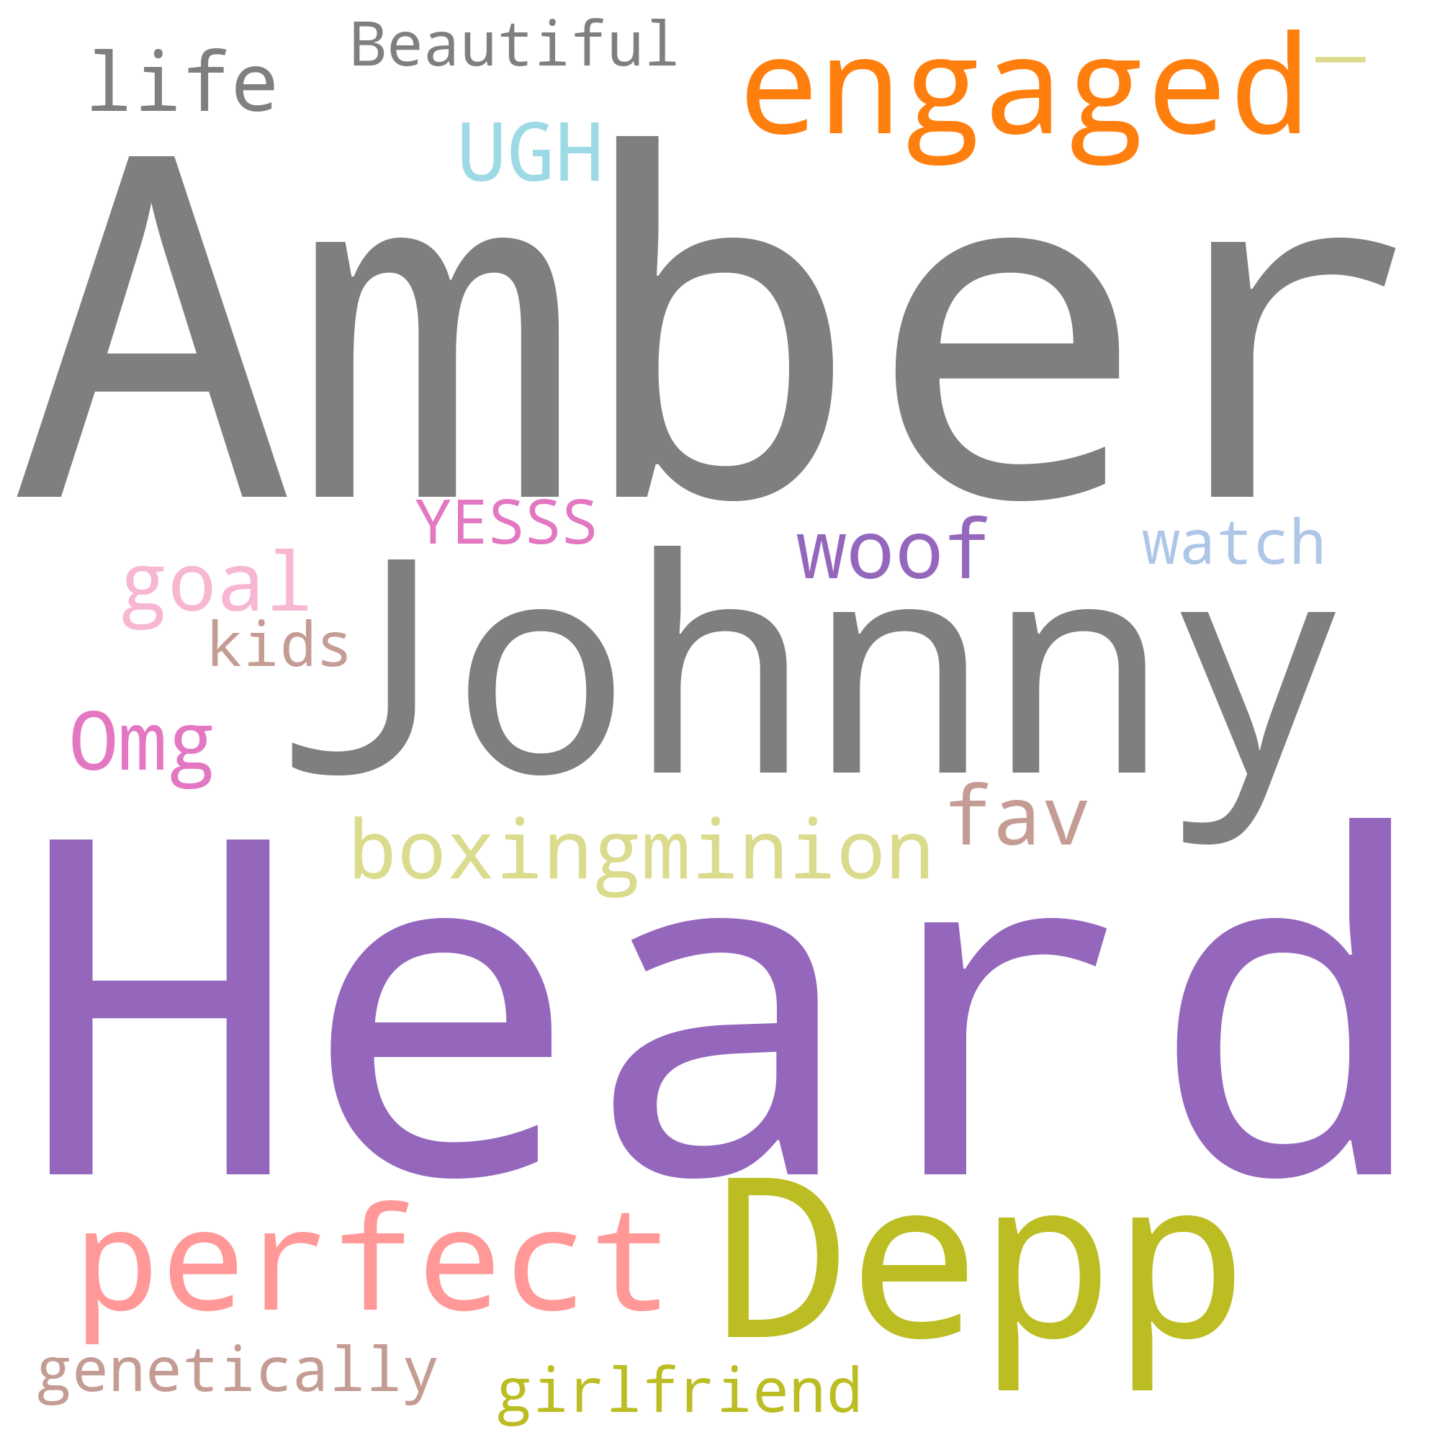 Beautiful
life
engaged
—
UGH
Amber
YESSS
woof
watch
goal
kids
Johnny
Omg
fav
boxingminion
Heard
perfect
Depp
genetically
girlfriend